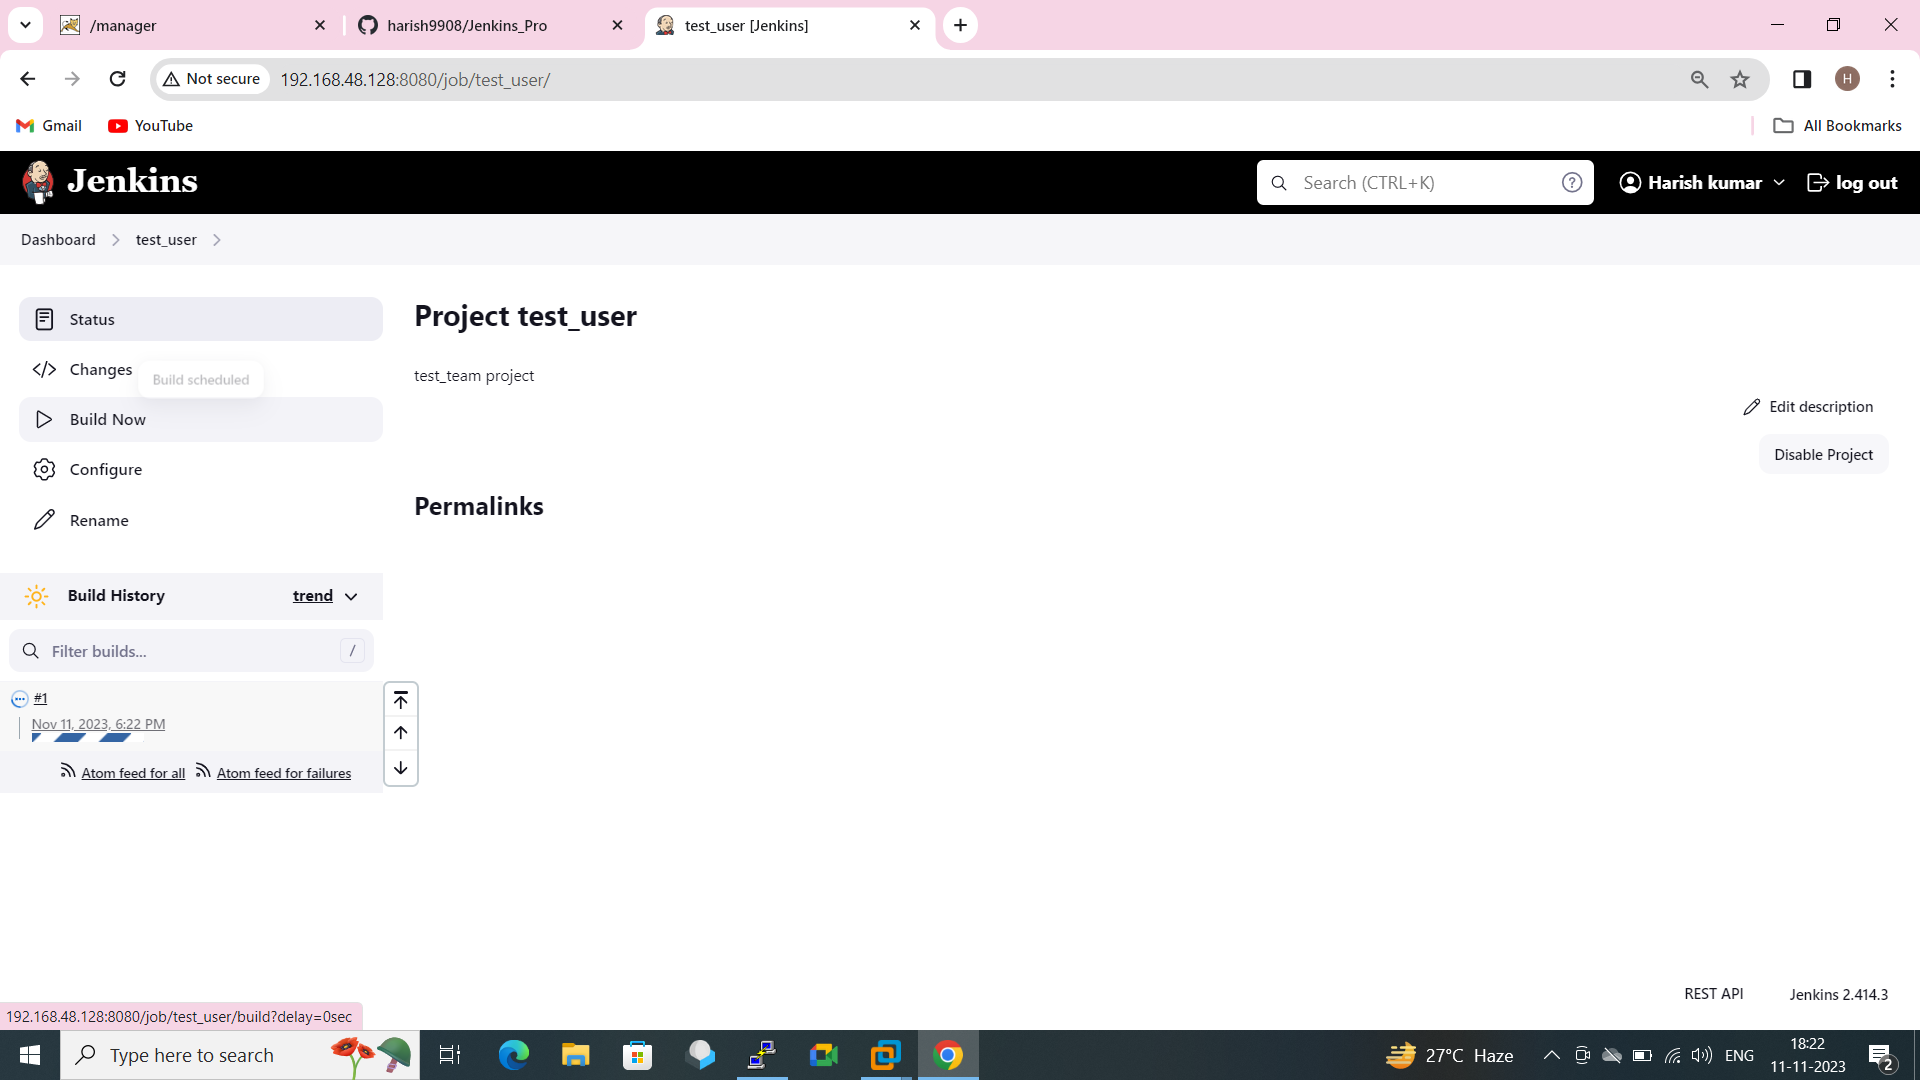 /manager
harish9908/Jenkins_Pro
test_user [Jenkins]
Not secure
192.168.48.128:8080/job/test_user/
H
Gmail
YouTube
All Bookmarks
Jenkins
Search (CTRL+K)
?
Harish kumar
log out
Dashboard
test_user
Status
Changes
Build scheduled
Build Now
Configure
Rename
Project test_user
test_team project
Edit description
Disable Project
Permalinks
Build History
trend
Filter builds...
/
#1
Nov 11, 2023, 6:22 PM
Atom feed for all
Atom feed for failures
REST API
Jenkins 2.414.3
192.168.48.128:8080/job/test_user/build?delay=0sec
Type here to search
27°C Haze
ENG
18:22
11-11-2023
2